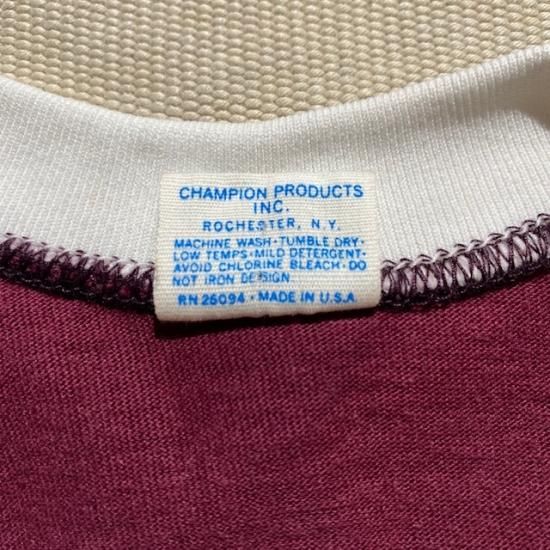 CHAMPION PRODUCTS
INC.
ROCHESTER, N.Y.
MACHINE WASH·TUMBLE DRY·
LOW TEMPS·MILD DETERGENT·
AVOID CHLORINE BLEACH·DO
NOT IRON DESIGN
RN 26094·MADE IN U.S.A